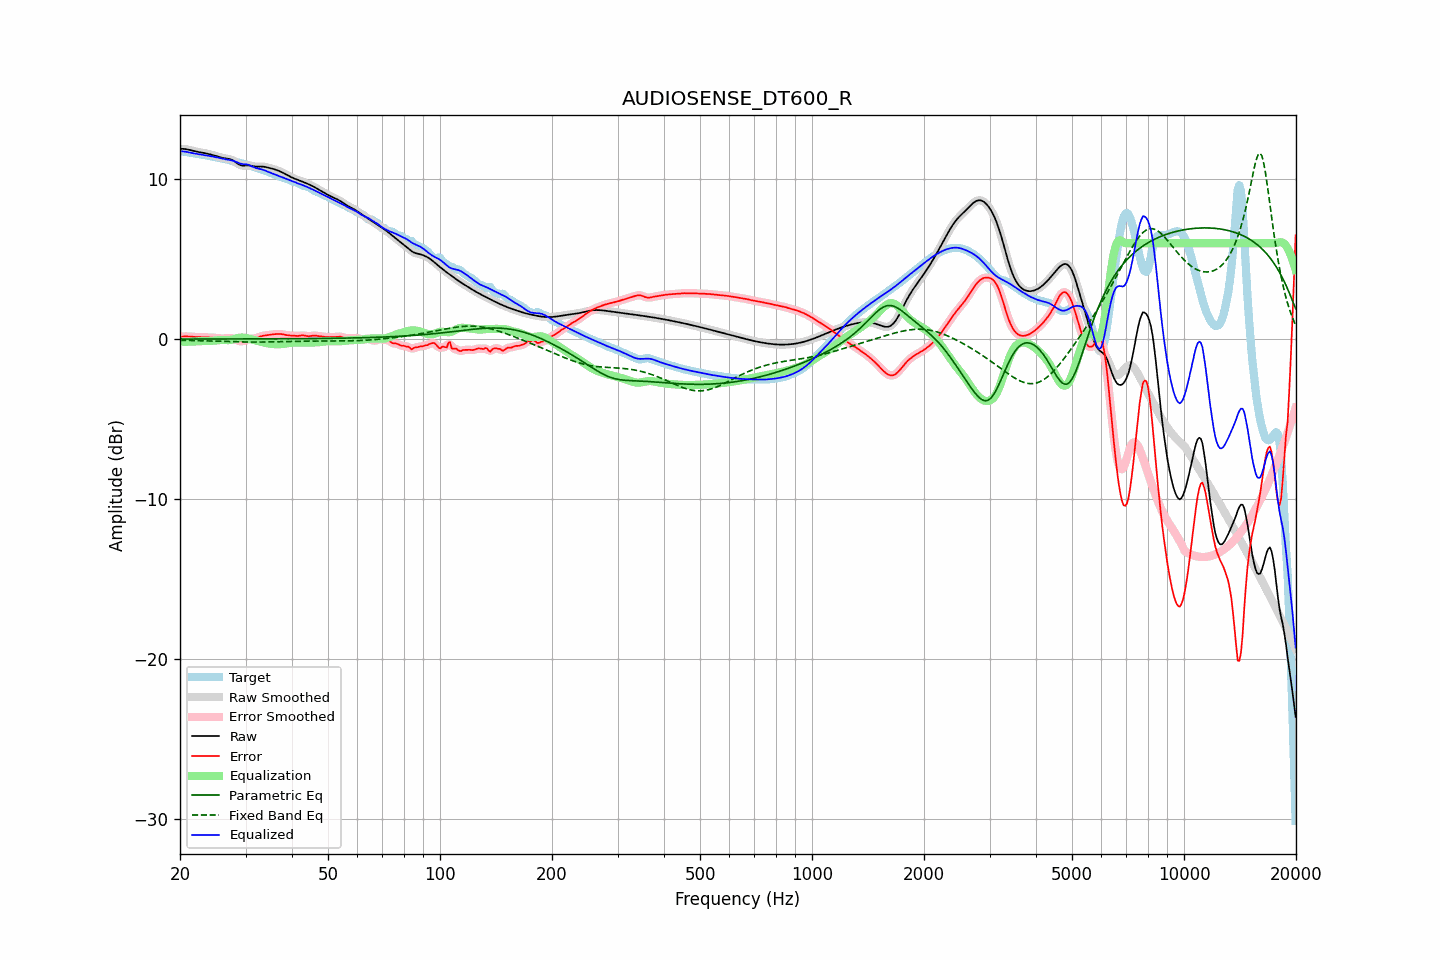 AUDIOSENSE_DT600_R
Amplitude (dBr)
10
0
−10
−20
−30
Target
Raw Smoothed
Error Smoothed
Raw
Error
Equalization
Parametric Eq
Fixed Band Eq
Equalized
20 50 100 200 500 1000 2000 5000 10000 20000
Frequency (Hz)